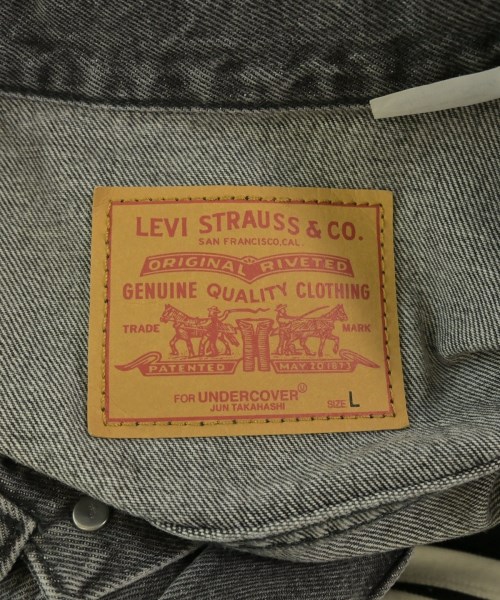 LEVI STRAUSS & CO.
SAN FRANCISCO, CAL.
ORIGINAL RIVETED
GENUINE QUALITY CLOTHING
TRADE MARK
PATENTED MAY 20 187
FOR UNDERCOVER
JUN TAKAHASHI
SIZE L